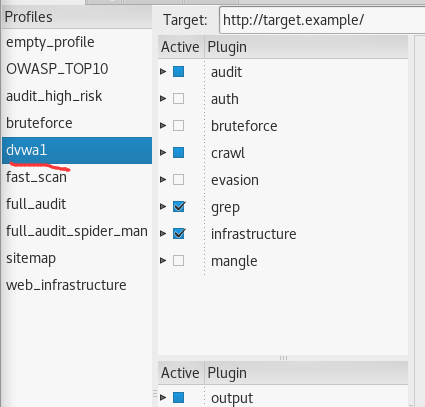 Profiles
empty_profile
OWASP_TOP10
audit_high_risk
bruteforce
dvwa1
fast_scan
full_audit
full_audit_spider_man
sitemap
web_infrastructure
Target: http://target.example/
Active Plugin
audit
auth
bruteforce
crawl
evasion
grep
infrastructure
mangle
Active Plugin
output